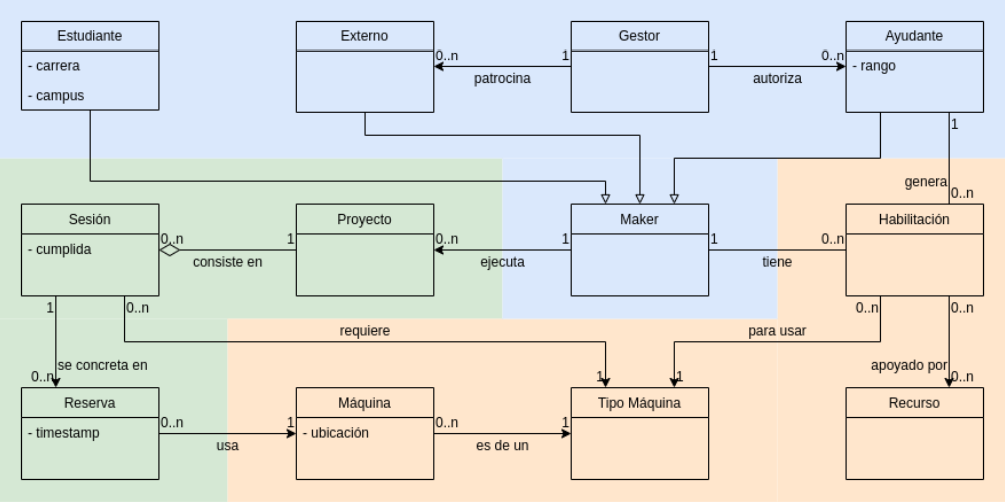 Estudiante
- carrera
- campus
Externo
Gestor
Ayudante
- rango
0..n
1
patrocina
1
0..n
autoriza
1
genera
0..n
Sesión
- cumplida
Proyecto
Maker
Habilitación
0..n
1
consiste en
0..n
1
ejecuta
1
0..n
tiene
1
0..n
requiere
0..n
para usar
0..n
se concreta en
0..n
1
1
apoyado por
0..n
Reserva
- timestamp
Máquina
- ubicación
Tipo Máquina
Recurso
0..n
1
usa
0..n
1
es de un